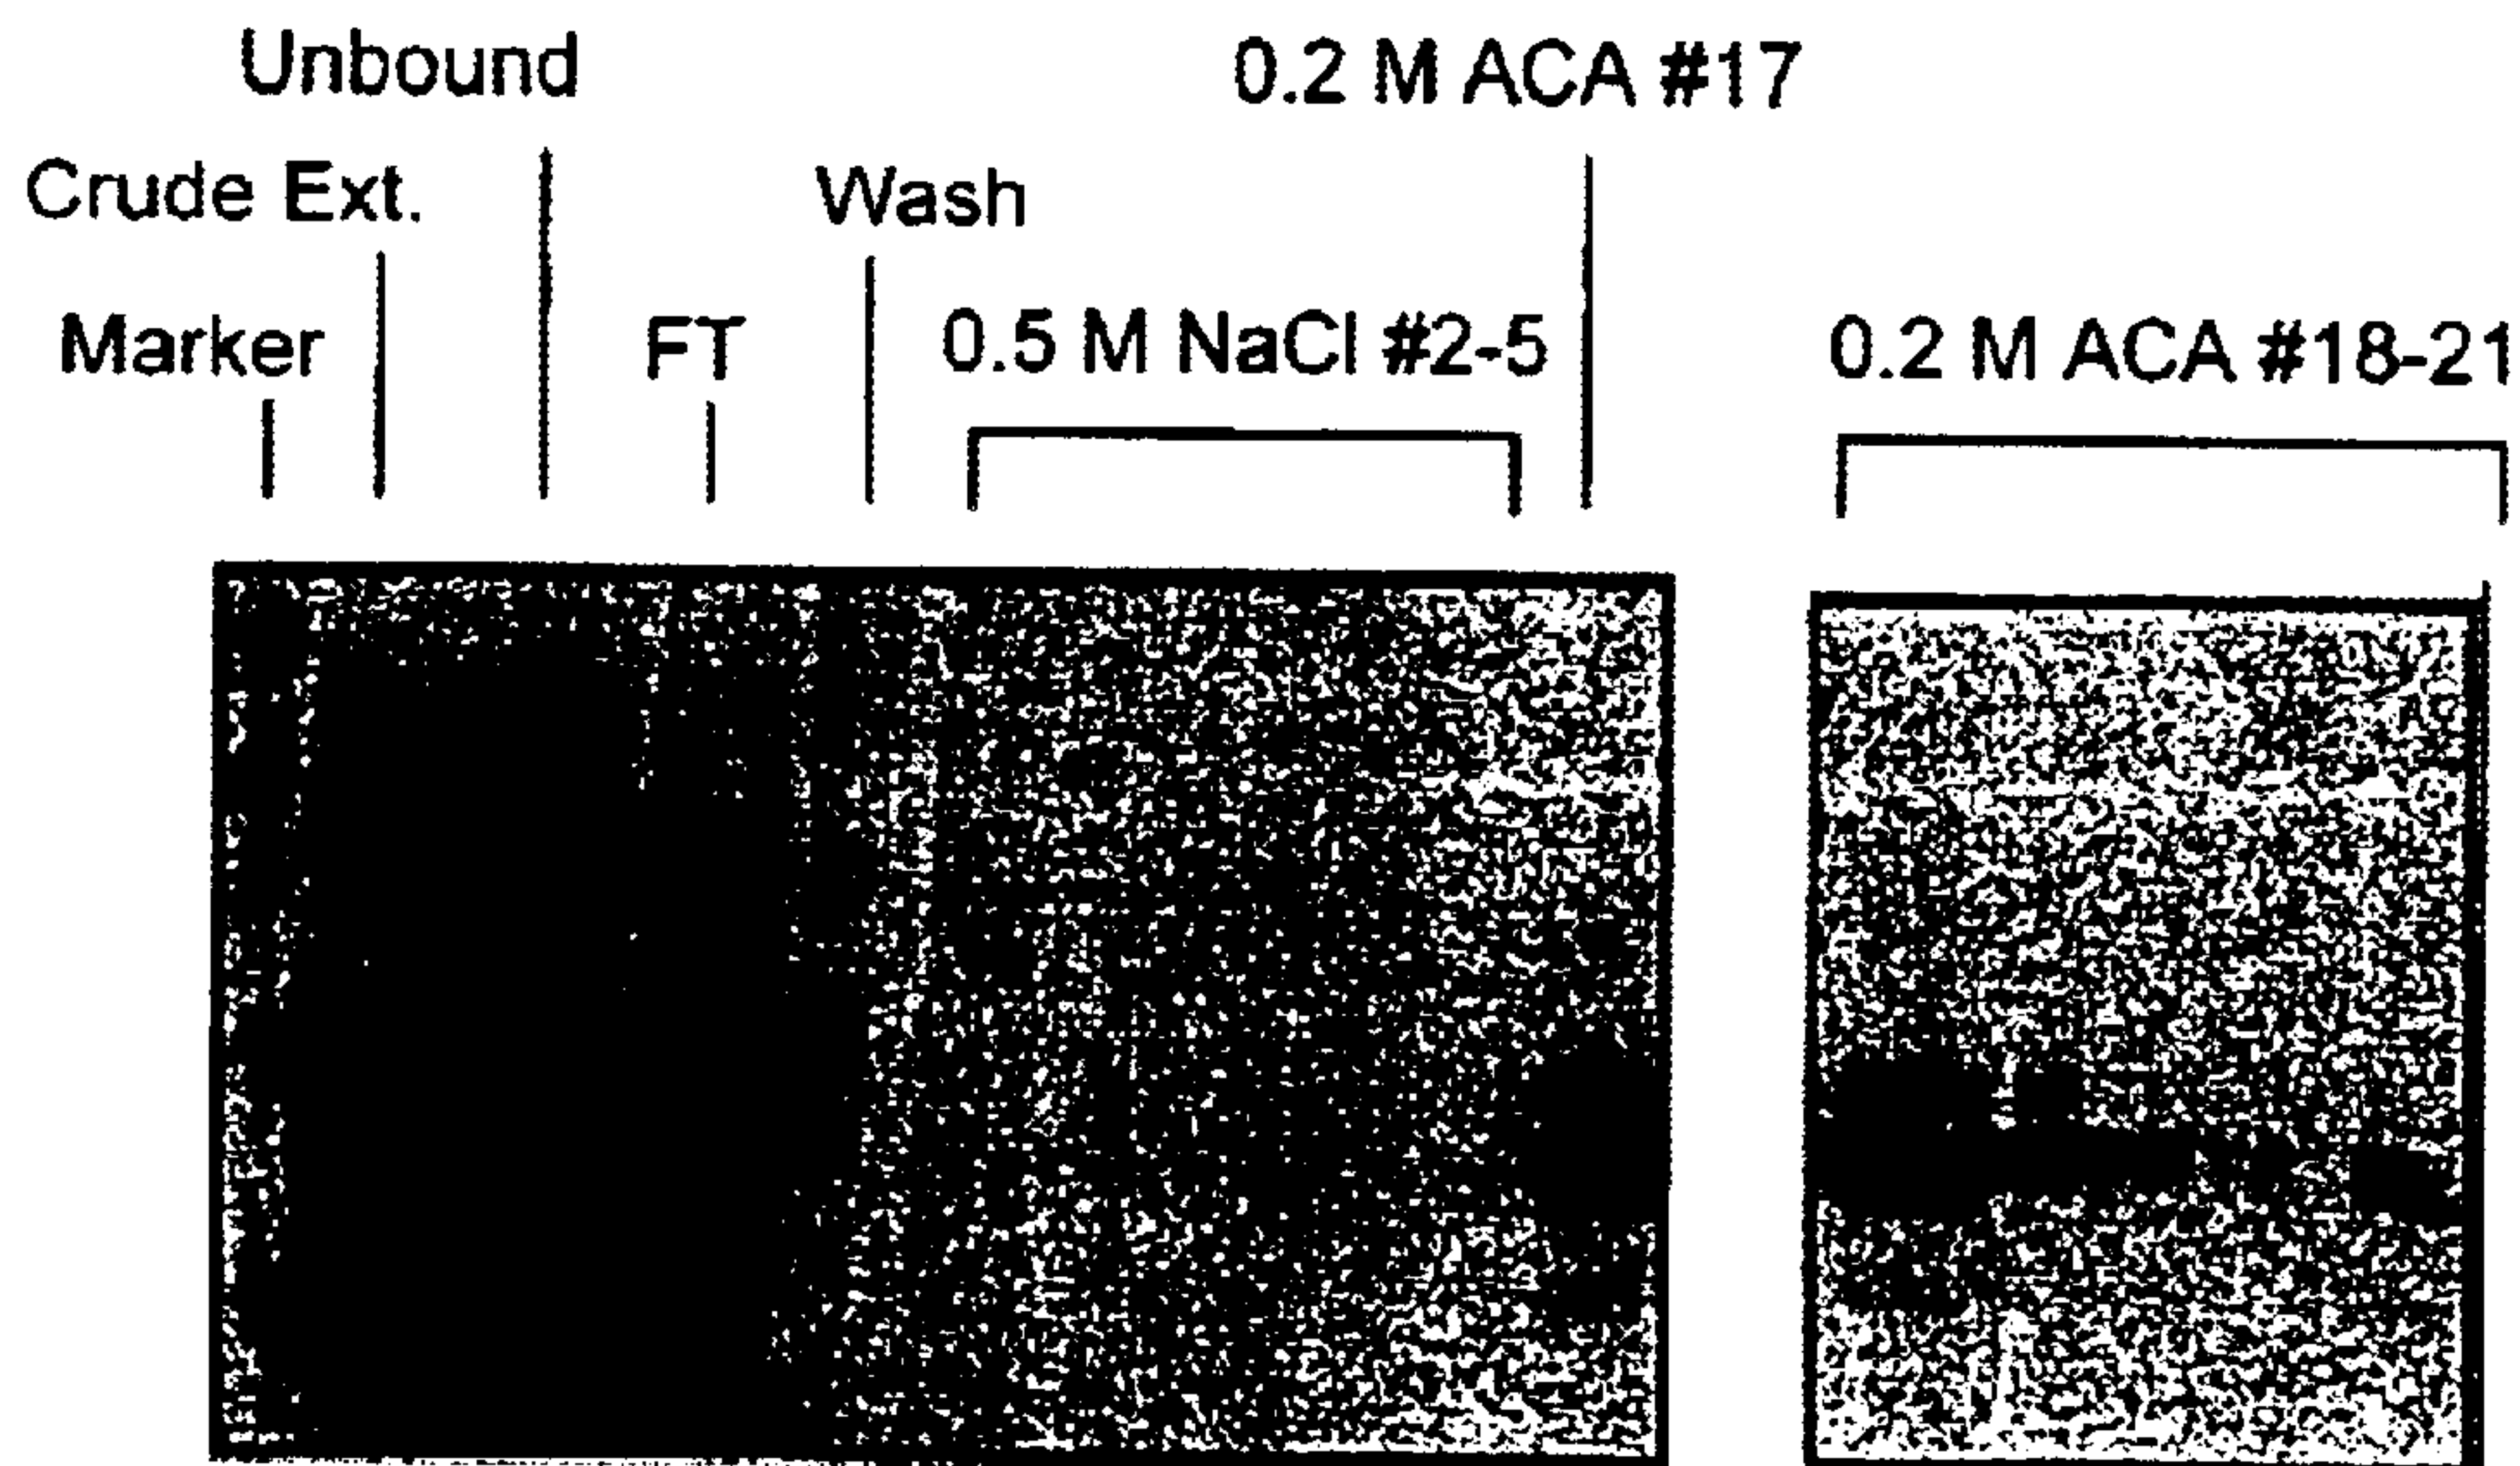 Unbound
0.2 M ACA #17
Crude Ext.
Wash
Marker
FT
0.5 M NaCl #2-5
0.2 M ACA #18-21